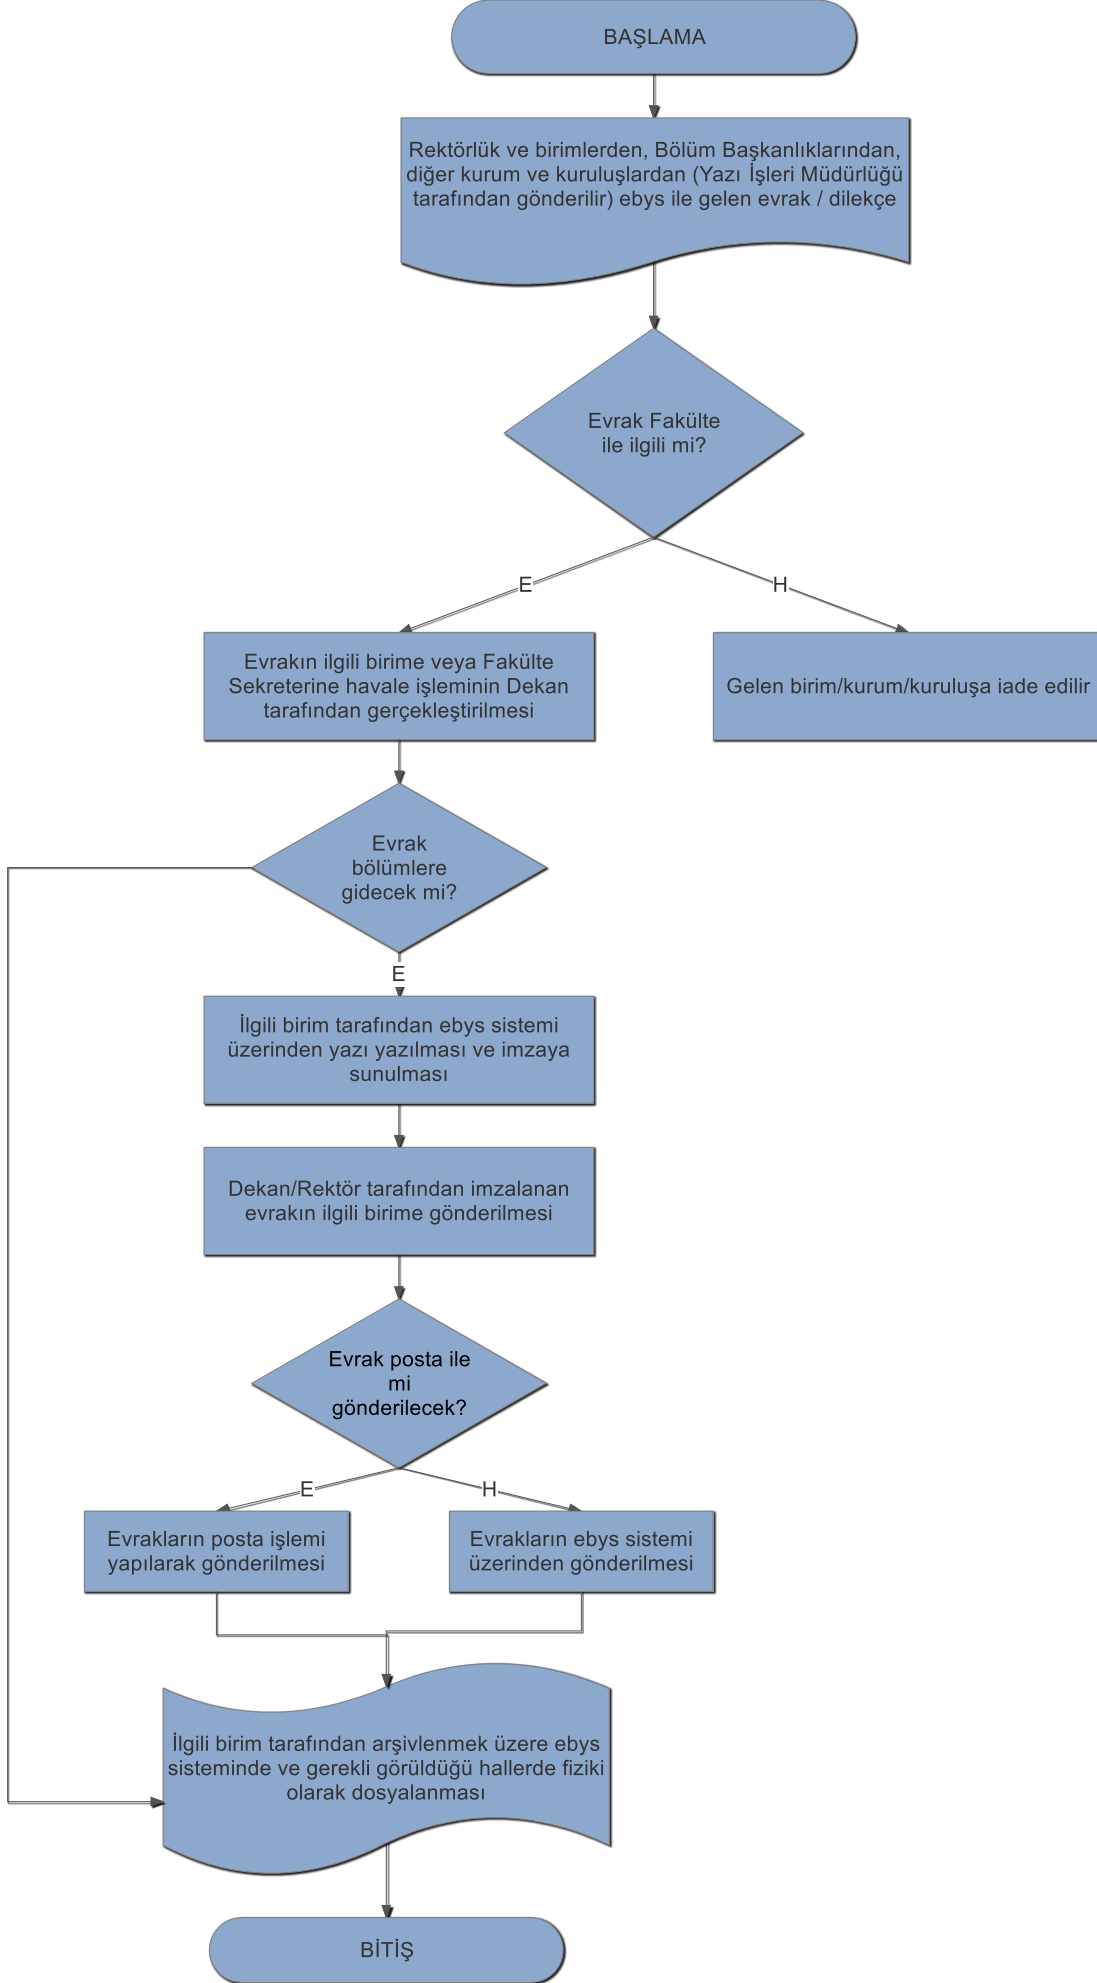 BAŞLAMA
Rektörlük ve birimlerden, Bölüm Başkanlıklarından,
diğer kurum ve kuruluşlardan (Yazı İşleri Müdürlüğü
tarafından gönderilir) ebys ile gelen evrak / dilekçe
Evrak Fakülte
ile ilgili mi?
E
H
Evrakın ilgili birime veya Fakülte
Sekreterine havale işleminin Dekan
tarafından gerçekleştirilmesi
Gelen birim/kurum/kuruluşa iade edilir
Evrak
bölümlere
gidecek mi?
E
İlgili birim tarafından ebys sistemi
üzerinden yazı yazılması ve imzaya
sunulması
Dekan/Rektör tarafından imzalanan
evrakın ilgili birime gönderilmesi
Evrak posta ile
mi
gönderilecek?
E
H
Evrakların posta işlemi
yapılarak gönderilmesi
Evrakların ebys sistemi
üzerinden gönderilmesi
İlgili birim tarafından arşivlenmek üzere ebys
sisteminde ve gerekli görüldüğü hallerde fiziki
olarak dosyalanması
BİTİŞ